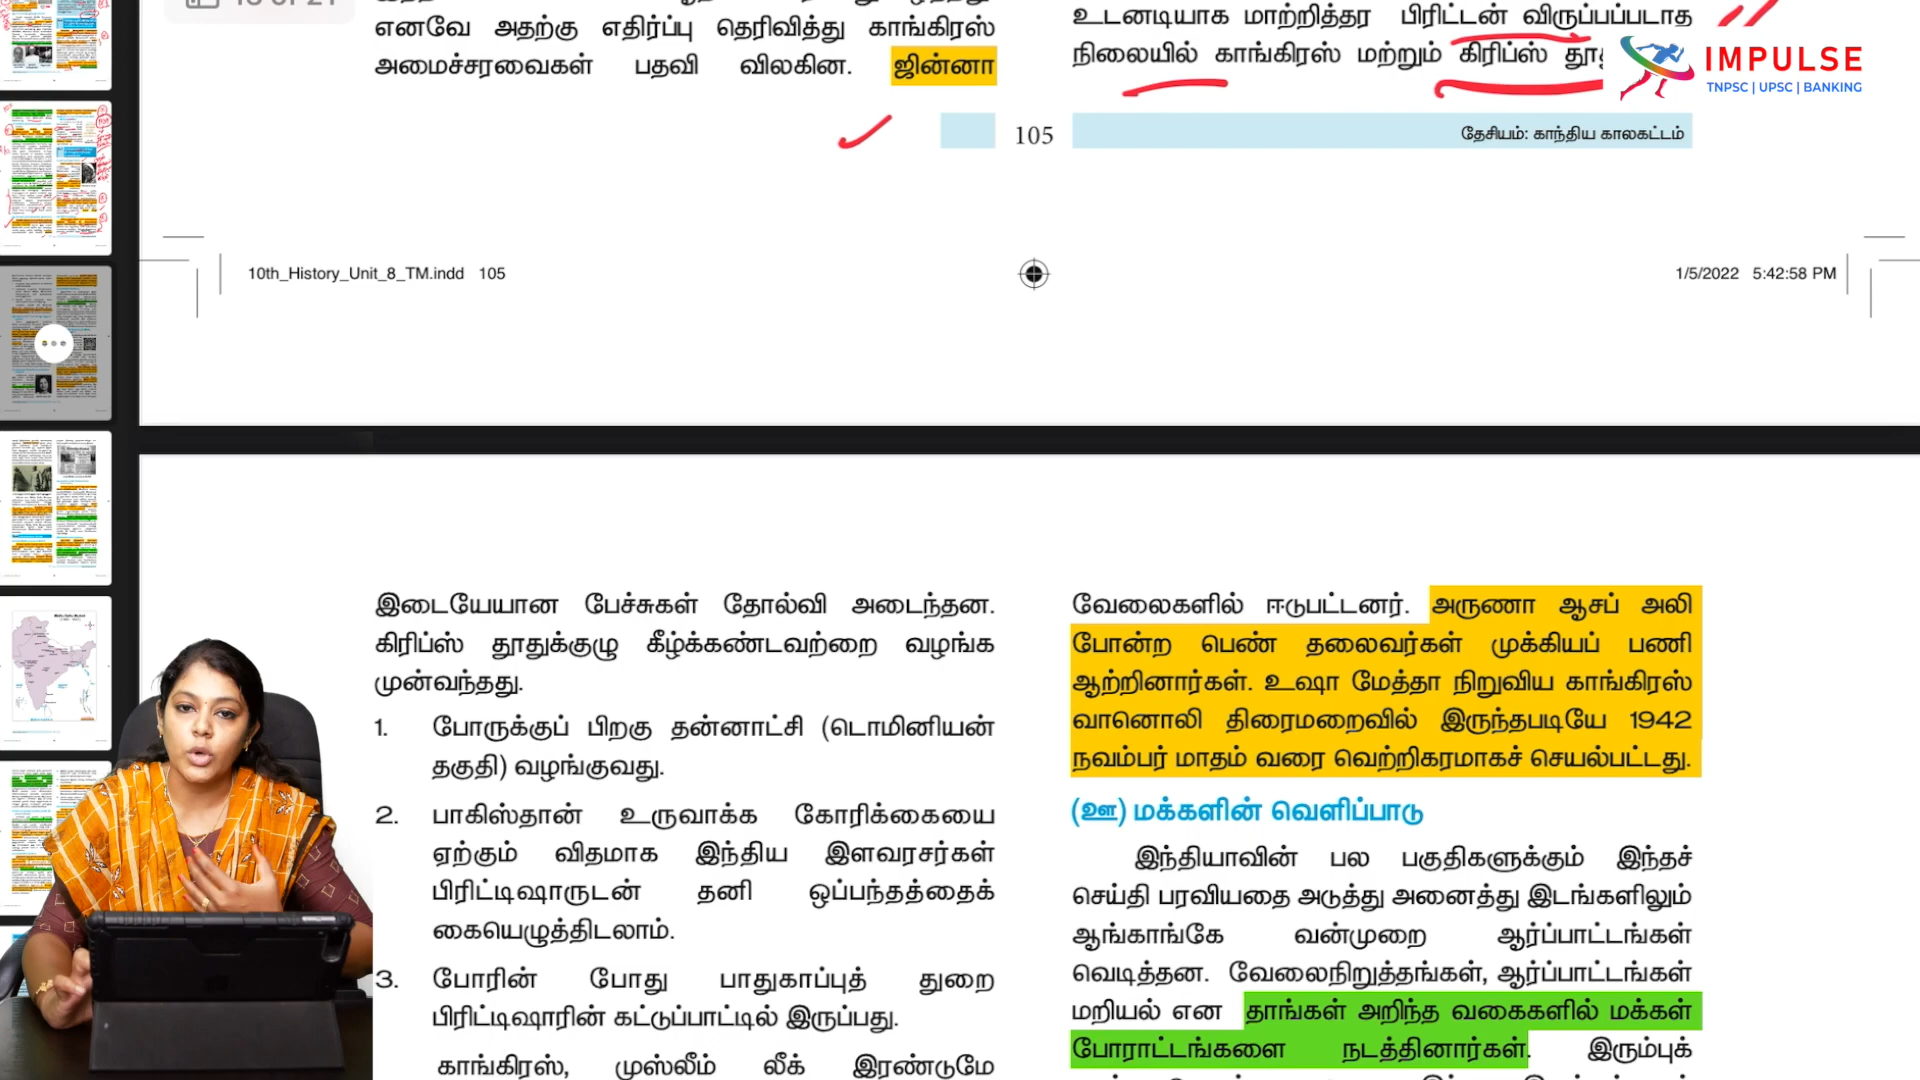 எனவே அதற்கு எதிர்ப்பு தெரிவித்து காங்கிரஸ்
அமைச்சரவைகள் பதவி விலகின. ஜின்னா
உடனடியாக மாற்றித்தர பிரிட்டன் விருப்பப்படாத
நிலையில் காங்கிரஸ் மற்றும் கிரிப்ஸ்
IMPULSE
TNPSC | UPSC | BANKING
105
தேசியம்: காந்திய காலகட்டம்
10th_History_Unit_8_TM.indd 105
1/5/2022 5:42:58 PM
இடையேயான பேச்சுகள் தோல்வி அடைந்தன.
கிரிப்ஸ் தூதுக்குழு கீழ்க்கண்டவற்றை வழங்க
முன்வந்தது.
1. போருக்குப் பிறகு தன்னாட்சி (டொமினியன்
தகுதி) வழங்குவது.
2. பாகிஸ்தான் உருவாக்க கோரிக்கையை
ஏற்கும் விதமாக இந்திய இளவரசர்கள்
பிரிட்டிஷாருடன் தனி ஒப்பந்தத்தைக்
கையெழுத்திடலாம்.
3. போரின் போது பாதுகாப்புத் துறை
பிரிட்டிஷாரின் கட்டுப்பாட்டில் இருப்பது.
காங்கிரஸ், முஸ்லீம் லீக் இரண்டுமே
வேலைகளில் ஈடுபட்டனர். அருணா ஆசப் அலி
போன்ற பெண் தலைவர்கள் முக்கியப் பணி
ஆற்றினார்கள். உஷா மேத்தா நிறுவிய காங்கிரஸ்
வானொலி திரைமறைவில் இருந்தபடியே 1942
நவம்பர் மாதம் வரை வெற்றிகரமாகச் செயல்பட்டது.
(ஊ) மக்களின் வெளிப்பாடு
இந்தியாவின் பல பகுதிகளுக்கும் இந்தச்
செய்தி பரவியதை அடுத்து அனைத்து இடங்களிலும்
ஆங்காங்கே வன்முறை ஆர்ப்பாட்டங்கள்
வெடித்தன. வேலைநிறுத்தங்கள், ஆர்ப்பாட்டங்கள்
மறியல் என தாங்கள் அறிந்த வகைகளில் மக்கள்
போராட்டங்களை நடத்தினார்கள். இரும்புக்